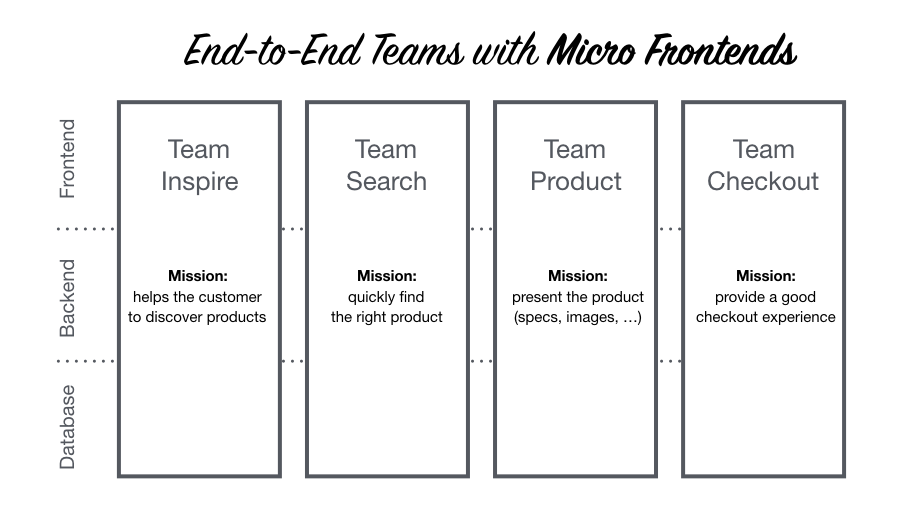 End-to-End Teams with Micro Frontends
Frontend
Backend
Database
Team
Inspire
Mission:
helps the customer
to discover products
Team
Search
Mission:
quickly find
the right product
Team
Product
Mission:
present the product
(specs, images, …)
Team
Checkout
Mission:
provide a good
checkout experience